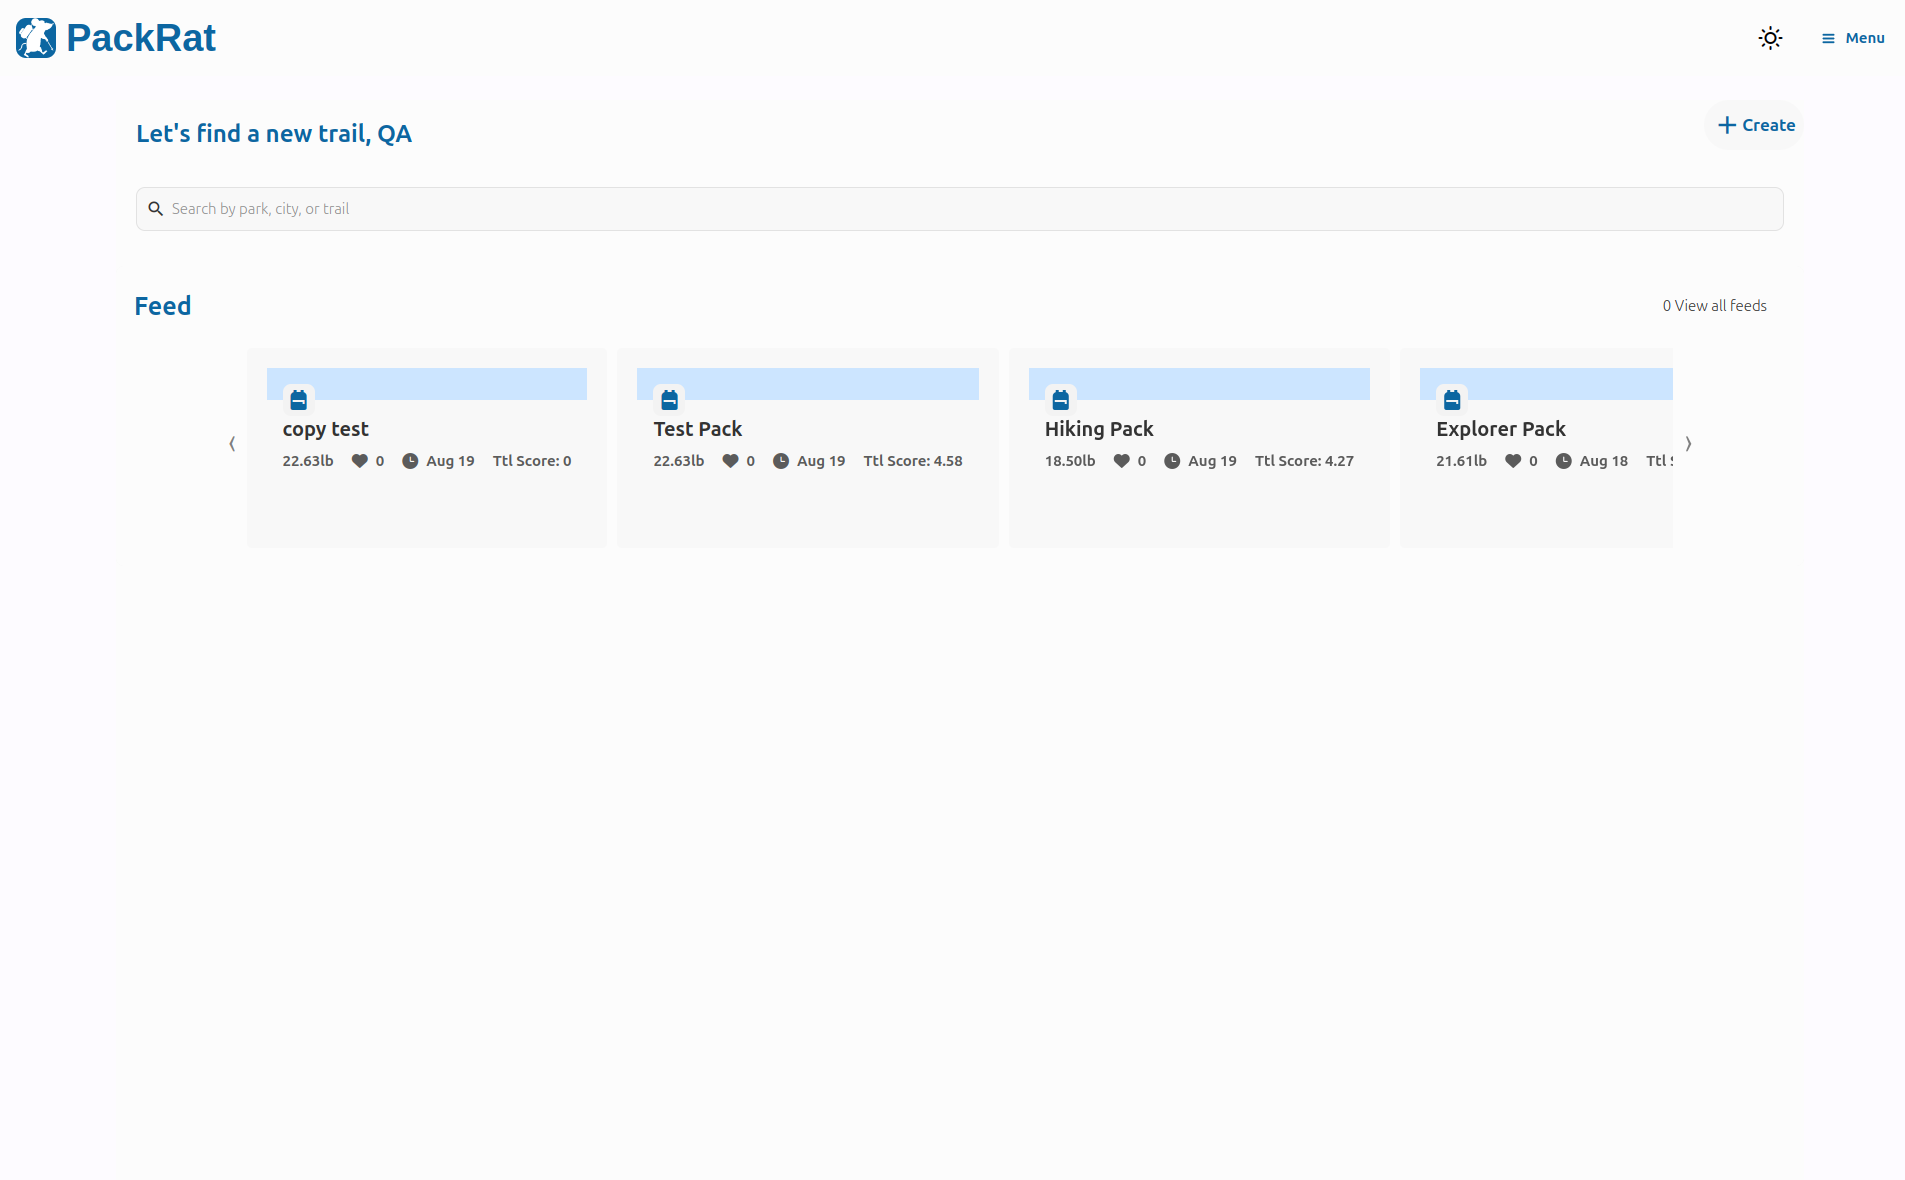 PackRat
Menu
Let's find a new trail, QA
Create
Search by park, city, or trail
Feed
0 View all feeds
copy test
22.63lb 0 Aug 19 Ttl Score: 0
Test Pack
22.63lb 0 Aug 19 Ttl Score: 4.58
Hiking Pack
18.50lb 0 Aug 19 Ttl Score: 4.27
Explorer Pack
21.61lb 0 Aug 18 Ttl